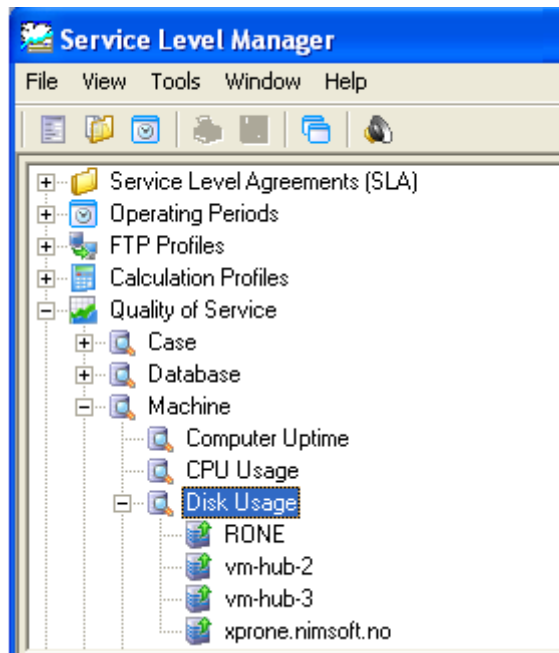 Service Level Manager
File View Tools Window Help
Service Level Agreements (SLA)
Operating Periods
FTP Profiles
Calculation Profiles
Quality of Service
Case
Database
Machine
Computer Uptime
CPU Usage
Disk Usage
RONE
vm-hub-2
vm-hub-3
xprone.nimsoft.no